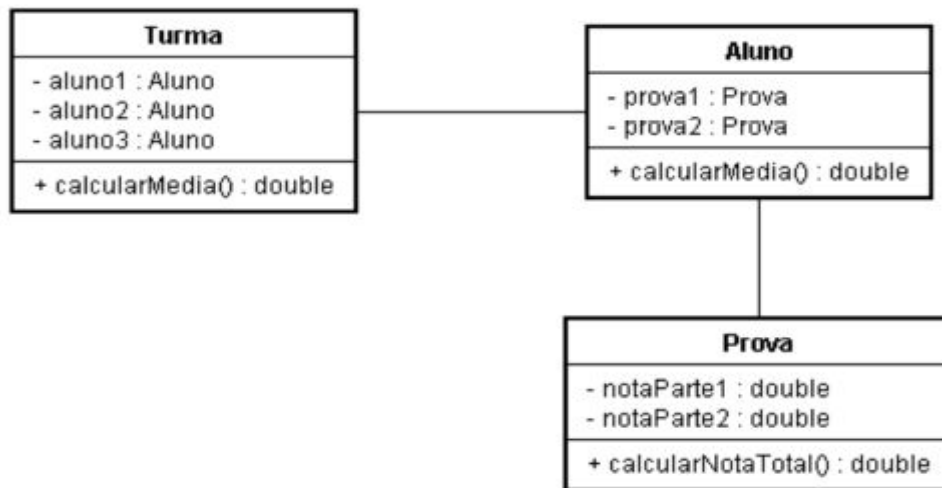 Turma
- aluno1 : Aluno
- aluno2 : Aluno
- aluno3 : Aluno
+ calcularMedia() : double
Aluno
- prova1 : Prova
- prova2 : Prova
+ calcularMedia() : double
Prova
- notaParte1 : double
- notaParte2 : double
+ calcularNotaTotal() : double